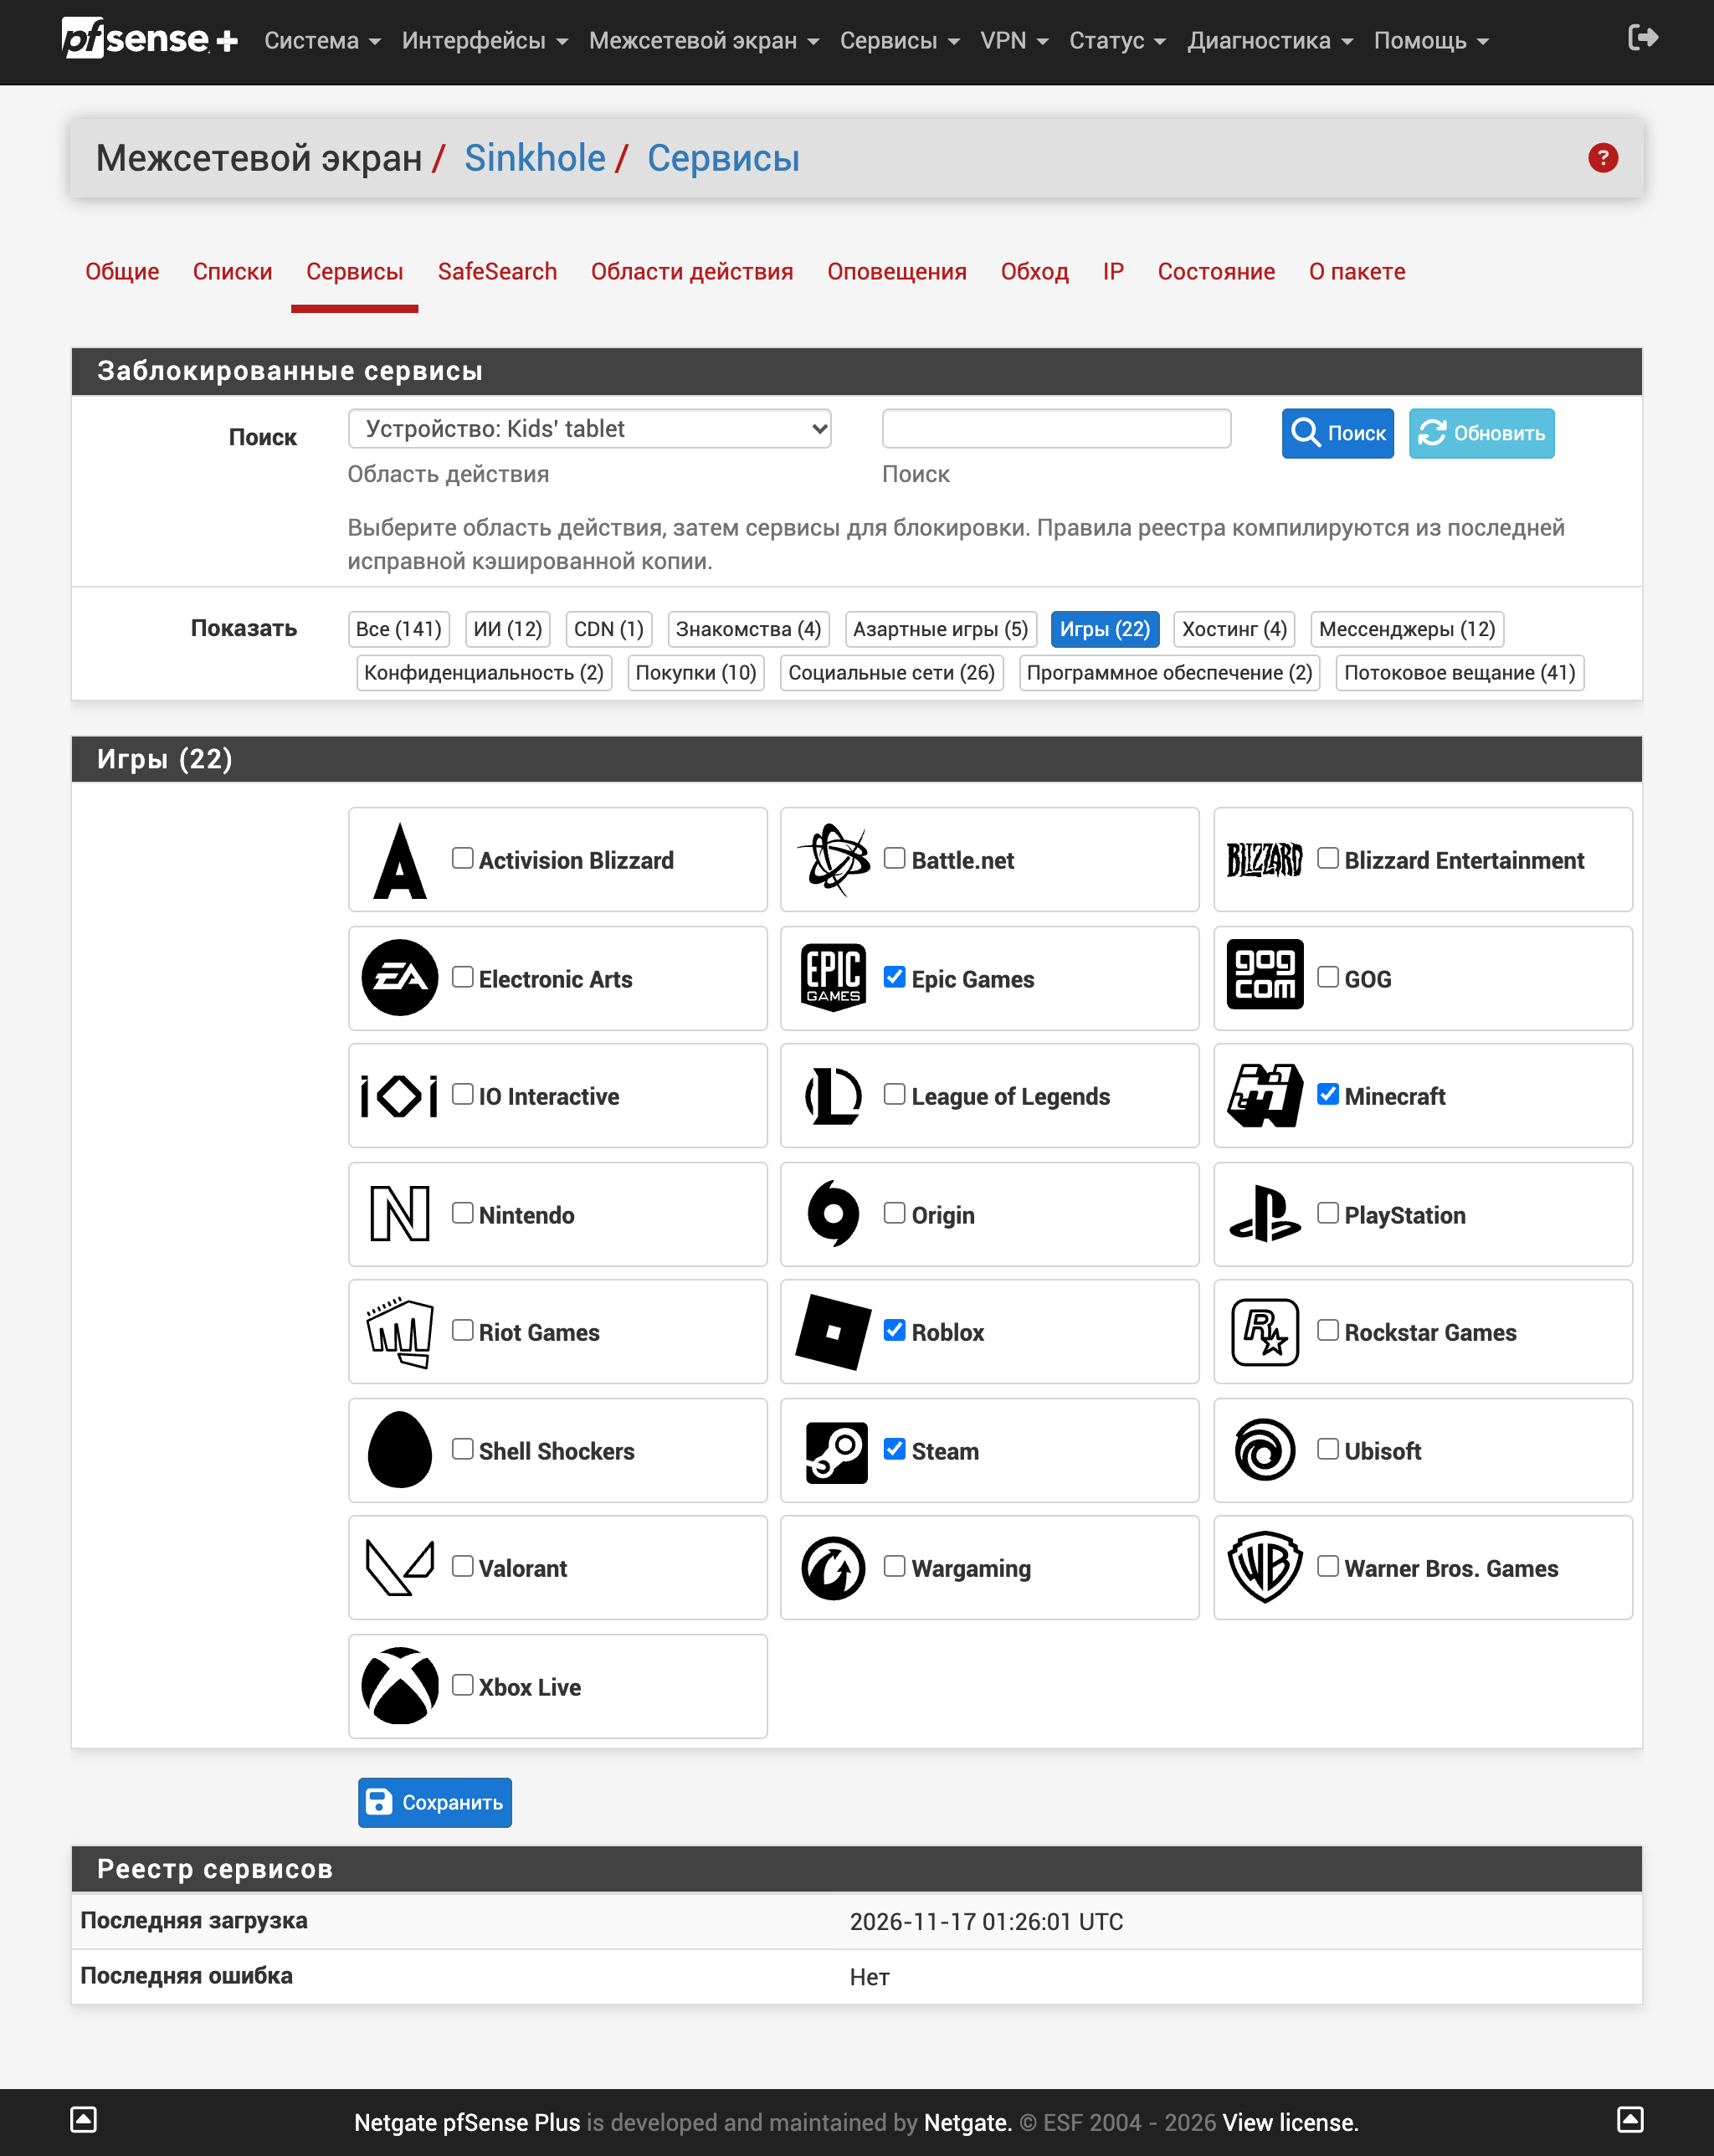 pfsense+ Система Интерфейсы Межсетевой экран Сервисы VPN Статус Диагностика Помощь
Межсетевой экран / Sinkhole / Сервисы ?
Общие Списки Сервисы SafeSearch Области действия Оповещения Обход IP Состояние О пакете
Заблокированные сервисы
Поиск Устройство: Kids' tablet Поиск Обновить
Область действия Поиск
Выберите область действия, затем сервисы для блокировки. Правила реестра компилируются из последней
исправной кэшированной копии.
Показать Все (141) ИИ (12) CDN (1) Знакомства (4) Азартные игры (5) Игры (22) Хостинг (4) Мессенджеры (12)
Конфиденциальность (2) Покупки (10) Социальные сети (26) Программное обеспечение (2) Потоковое вещание (41)
Игры (22)
A Activision Blizzard Battle.net BLIZZARD Blizzard Entertainment
EA Electronic Arts EPIC GAMES Epic Games gog com GOG
IOI IO Interactive L League of Legends Minecraft
N Nintendo Origin PlayStation
Riot Games Roblox R Rockstar Games
Shell Shockers Steam Ubisoft
Valorant Wargaming WB Warner Bros. Games
Xbox Live
Сохранить
Реестр сервисов
Последняя загрузка 2026-11-17 01:26:01 UTC
Последняя ошибка Нет
Netgate pfSense Plus is developed and maintained by Netgate. © ESF 2004 - 2026 View license.